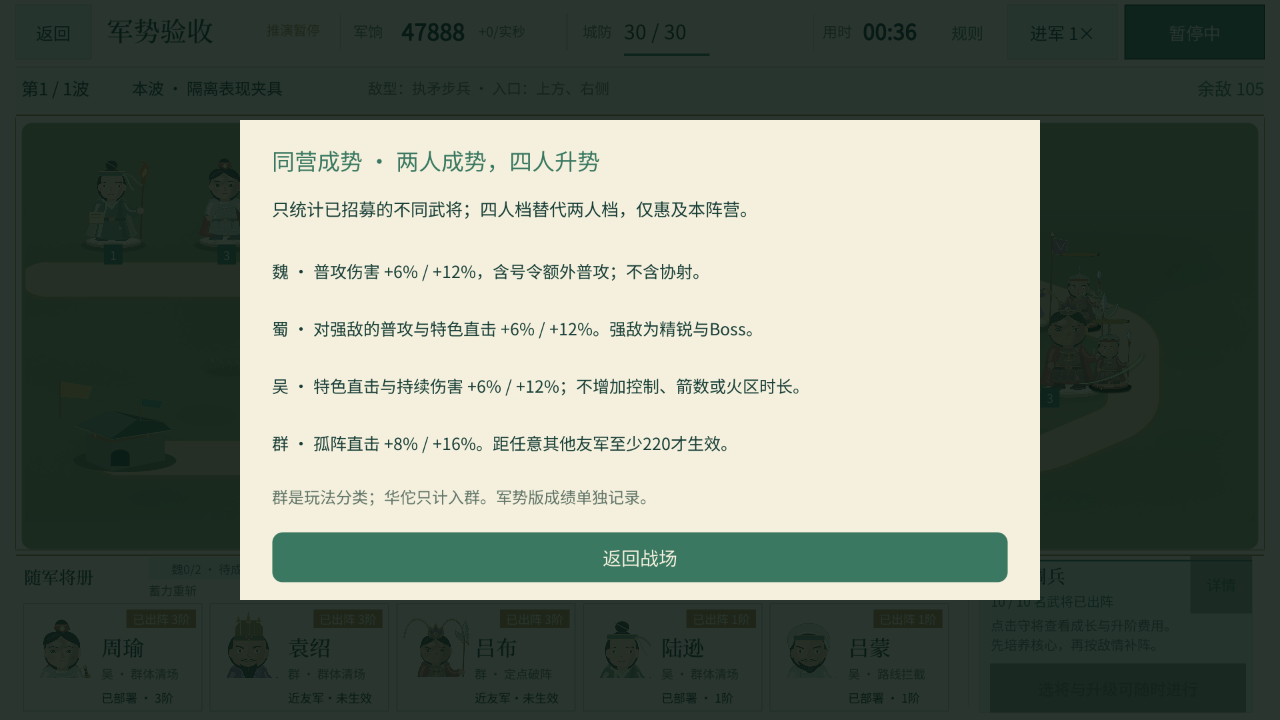 返回
军势验收
推演暂停
军饷 47888 +0/实秒
城防 30 / 30
用时 00:36
规则
进军 1×
暂停中
第1 / 1波
本波 · 隔离表现夹具
敌型：执矛步兵 · 入口：上方、右侧
余敌 105
同营成势 · 两人成势，四人升势
只统计已招募的不同武将；四人档替代两人档，仅惠及本阵营。
魏 · 普攻伤害 +6% / +12%，含号令额外普攻；不含协射。
蜀 · 对强敌的普攻与特色直击 +6% / +12%。强敌为精锐与Boss。
吴 · 特色直击与持续伤害 +6% / +12%；不增加控制、箭数或火区时长。
群 · 孤阵直击 +8% / +16%。距任意其他友军至少220才生效。
群是玩法分类；华佗只计入群。军势版成绩单独记录。
返回战场
1
3
3
随军将册
魏0/2 · 待成
蓄力重斩
已出阵 3阶
周瑜
吴 · 群体清场
已部署 · 3阶
已出阵 3阶
袁绍
群 · 群体清场
近友军·未生效
已出阵 3阶
吕布
群 · 定点破阵
近友军·未生效
已出阵 1阶
陆逊
吴 · 群体清场
已部署 · 1阶
已出阵 1阶
吕蒙
吴 · 路线拦截
已部署 · 1阶
兵
详情
10 / 10 名武将已出阵
点击守将查看成长与升阶费用。
先培养核心，再按敌情补阵。